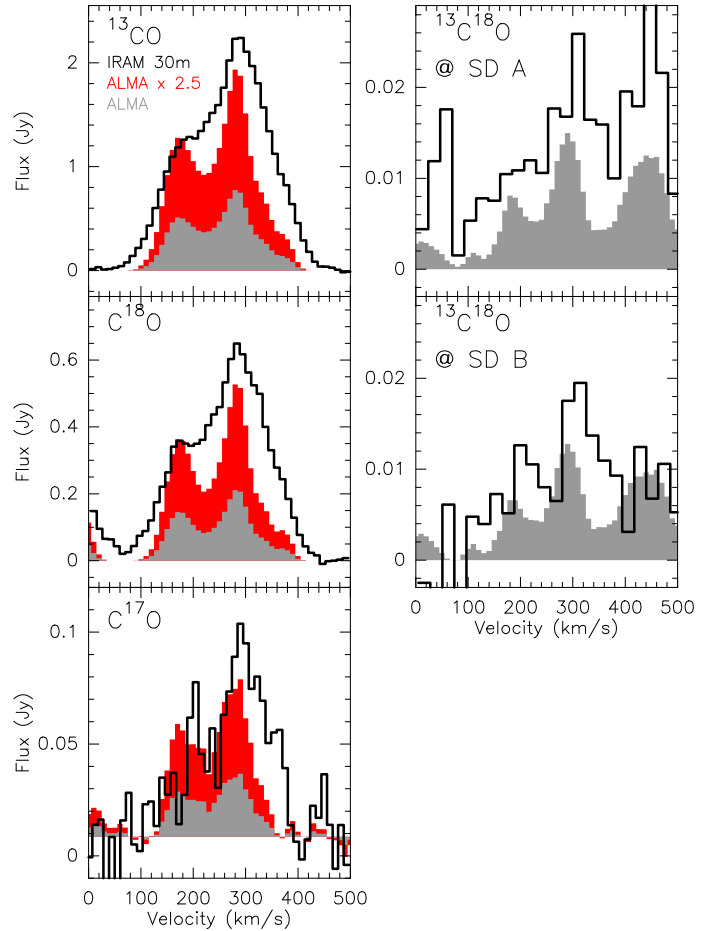 ¹³CO
IRAM 30m
ALMA x 2.5
ALMA
Flux (Jy)
2
1
0
¹³C¹⁸O
@ SD A
0.02
0.01
0
C¹⁸O
Flux (Jy)
0.6
0.4
0.2
0
¹³C¹⁸O
@ SD B
0.02
0.01
0
0 100 200 300 400 500
Velocity (km/s)
C¹⁷O
Flux (Jy)
0.1
0.05
0
0 100 200 300 400 500
Velocity (km/s)